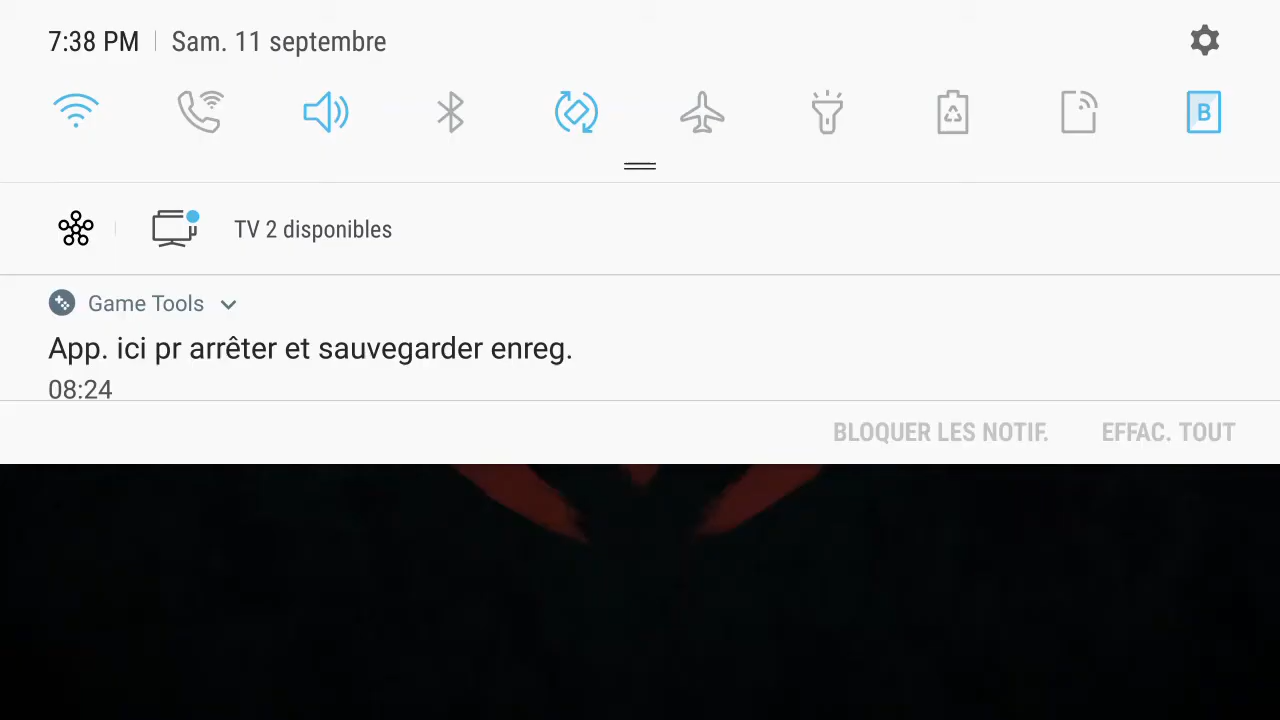 7:38 PM Sam. 11 septembre
B
TV 2 disponibles
Game Tools
App. ici pr arrêter et sauvegarder enreg.
08:24
BLOQUER LES NOTIF. EFFAC. TOUT